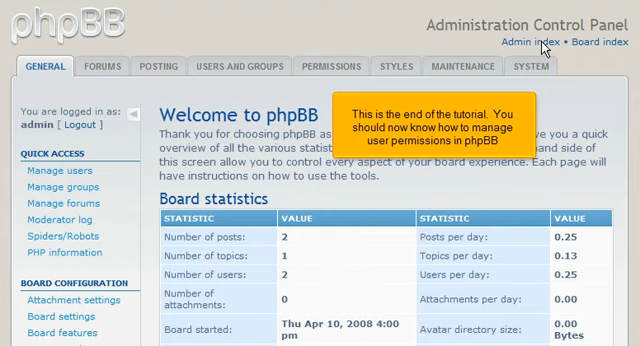 phpBB
Administration Control Panel
Admin index • Board index
GENERAL FORUMS POSTING USERS AND GROUPS PERMISSIONS STYLES MAINTENANCE SYSTEM
You are logged in as:
admin [ Logout ]
QUICK ACCESS
Manage users
Manage groups
Manage forums
Moderator log
Spiders/Robots
PHP information
BOARD CONFIGURATION
Attachment settings
Board settings
Board features
Welcome to phpBB
This is the end of the tutorial. You
should now know how to manage
user permissions in phpBB
Thank you for choosing phpBB as ve you a quick
overview of all the various statist hand side of
this screen allow you to control every aspect of your board experience. Each page will
have instructions on how to use the tools.
Board statistics
STATISTIC VALUE STATISTIC VALUE
Number of posts: 2 Posts per day: 0.25
Number of topics: 1 Topics per day: 0.13
Number of users: 2 Users per day: 0.25
Number of
attachments: 0 Attachments per day: 0.00
Board started: Thu Apr 10, 2008 4:00
pm Avatar directory size: 0.00
Bytes